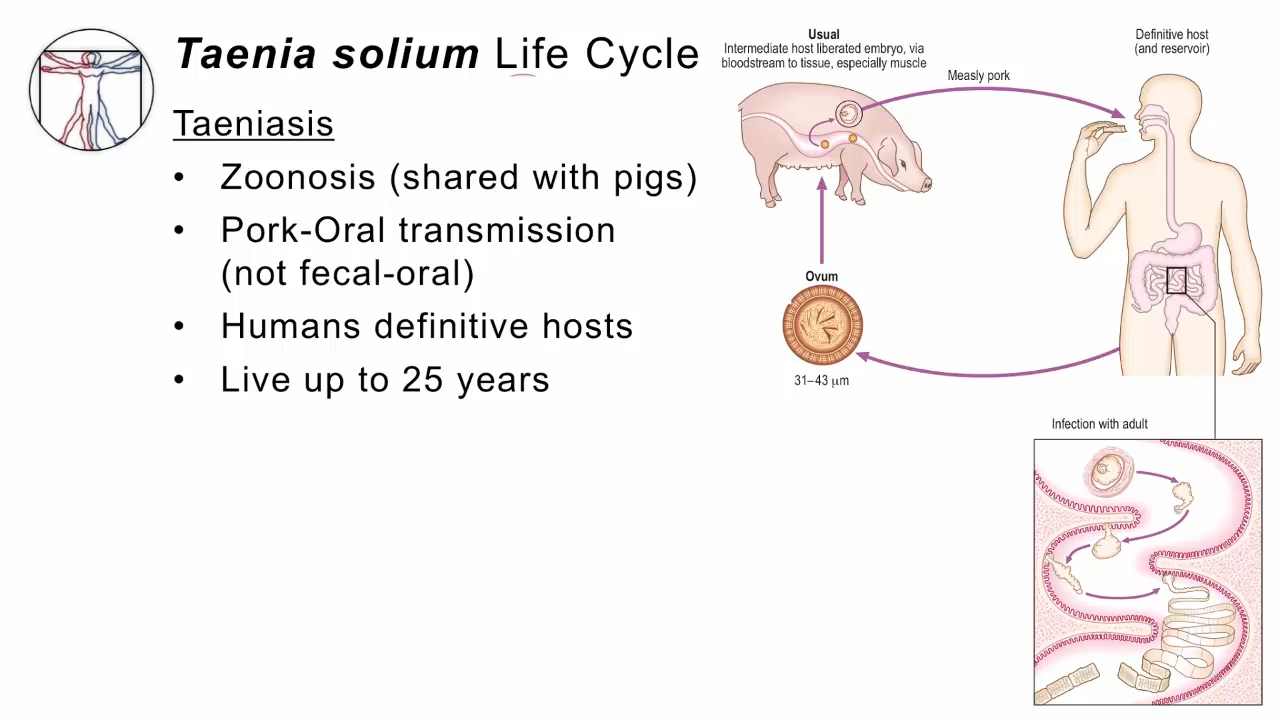 Taenia solium Life Cycle
Taeniasis
• Zoonosis (shared with pigs)
• Pork-Oral transmission
(not fecal-oral)
• Humans definitive hosts
• Live up to 25 years
Usual
Intermediate host liberated embryo, via
bloodstream to tissue, especially muscle
Measly pork
Definitive host
(and reservoir)
Ovum
31–43 μm
Infection with adult